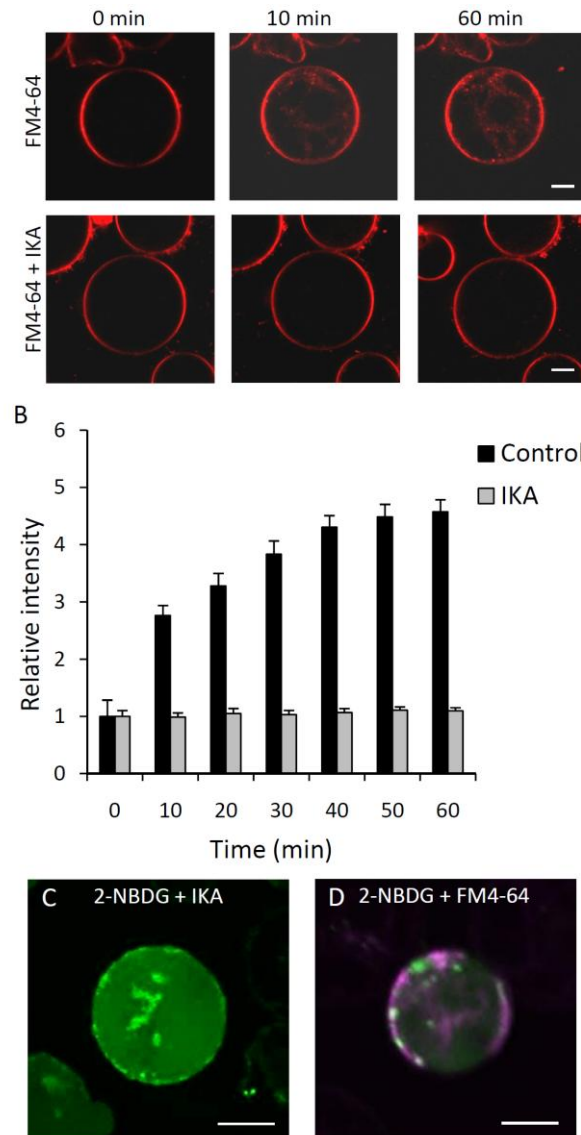 0 min 10 min 60 min
FM4-64
FM4-64 + IKA
B
6
Control
5
IKA
4
3
2
1
0
Relative intensity
0 10 20 30 40 50 60
Time (min)
C 2-NBDG + IKA
D 2-NBDG + FM4-64